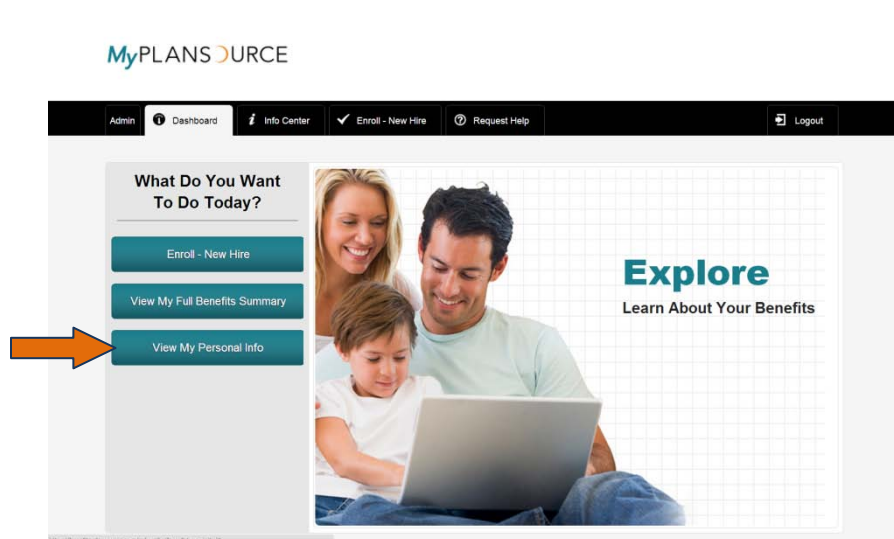 MyPLANSOURCE
Admin Dashboard i Info Center Enroll - New Hire ? Request Help Logout
What Do You Want
To Do Today?
Enroll - New Hire
View My Full Benefits Summary
View My Personal Info
Explore
Learn About Your Benefits